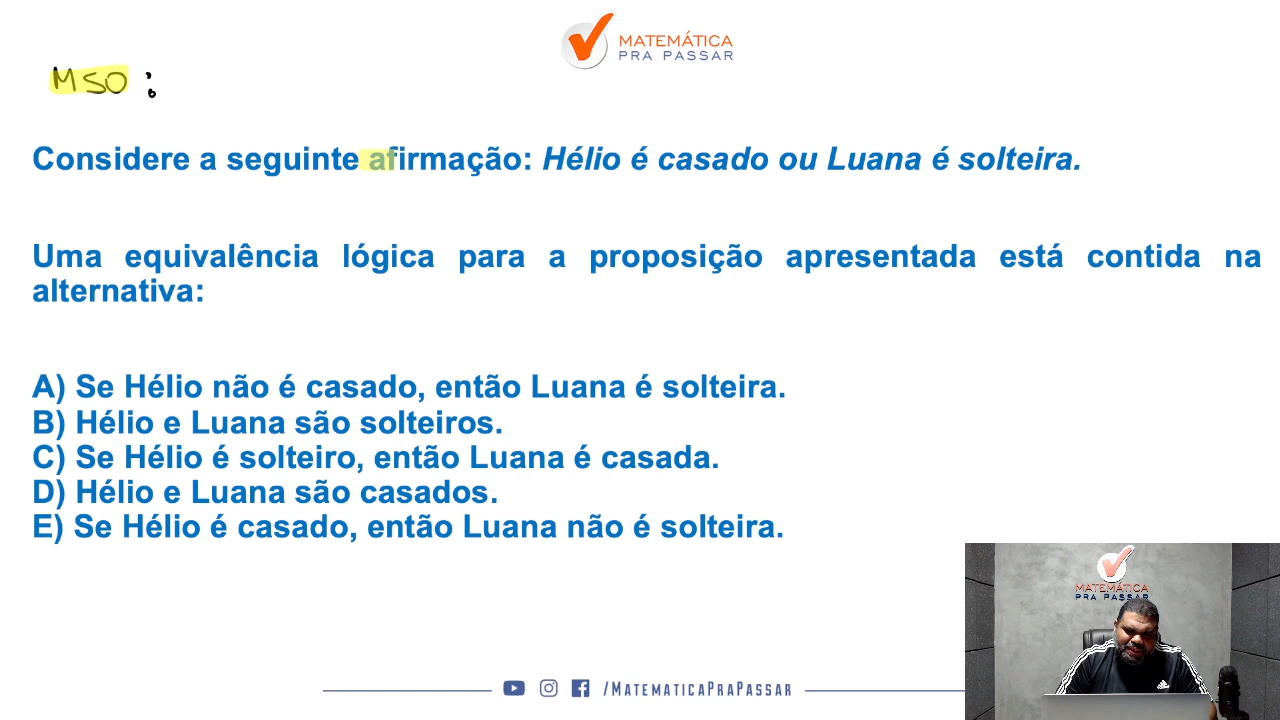 MATEMÁTICA
PRA PASSAR
MSO :
Considere a seguinte afirmação: Hélio é casado ou Luana é solteira.
Uma equivalência lógica para a proposição apresentada está contida na
alternativa:
A) Se Hélio não é casado, então Luana é solteira.
B) Hélio e Luana são solteiros.
C) Se Hélio é solteiro, então Luana é casada.
D) Hélio e Luana são casados.
E) Se Hélio é casado, então Luana não é solteira.
MATEMÁTICA
PRA PASSAR
/MATEMATICAPRAPASSAR